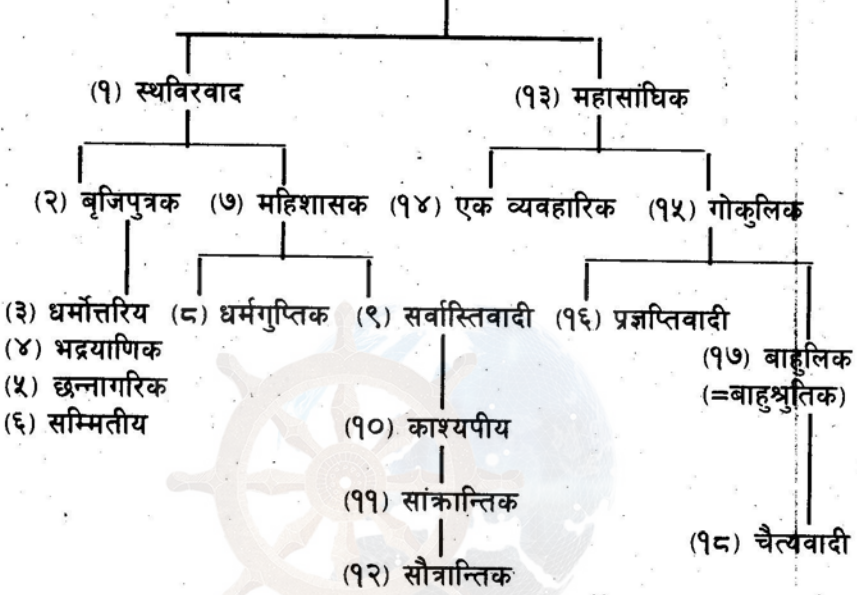 (१) स्थविरवाद
(१३) महासांघिक
(२) बृजिपुत्रक (७) महिशासक (१४) एक व्यवहारिक (१५) गोकुलिक
(३) धर्मोत्तरिय (८) धर्मगुप्तिक (९) सर्वास्तिवादी (१६) प्रज्ञप्तिवादी
(४) भद्रयाणिक
(१७) बाहुलिक
(५) छन्नागरिक
(=बाहुश्रुतिक)
(६) सम्मितीय
(१०) काश्यपीय
(११) सांक्रान्तिक
(१८) चैत्यवादी
(१२) सौत्रान्तिक